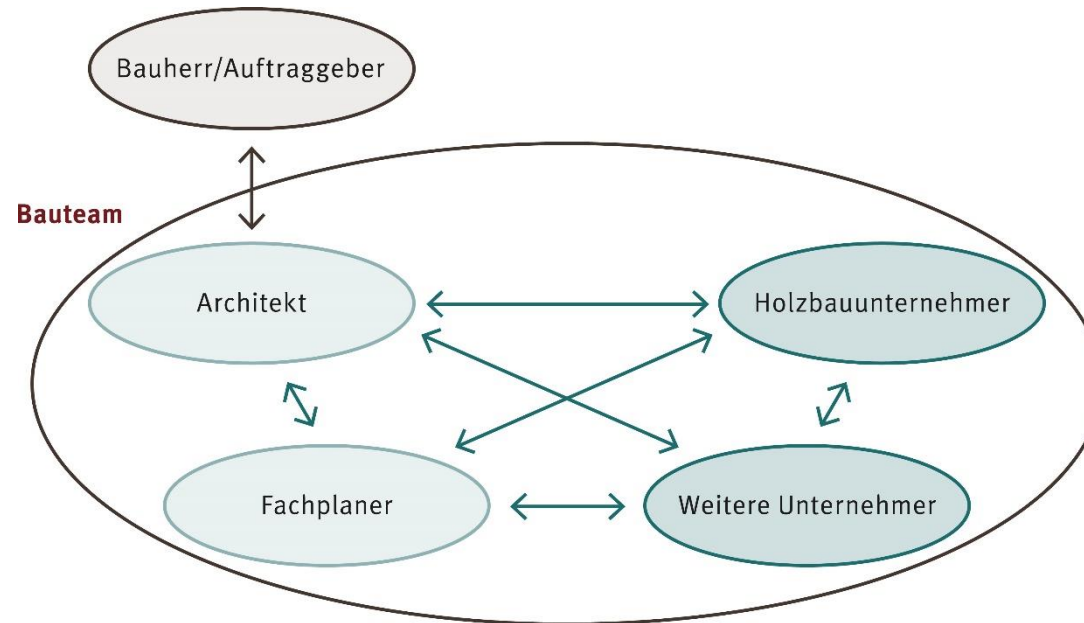 Bauherr/Auftraggeber
Bauteam
Architekt
Holzbauunternehmer
Fachplaner
Weitere Unternehmer